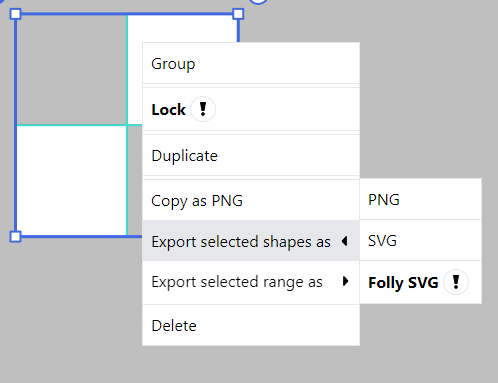 Group
Lock !
Duplicate
Copy as PNG
Export selected shapes as
Export selected range as
Delete
PNG
SVG
Folly SVG !